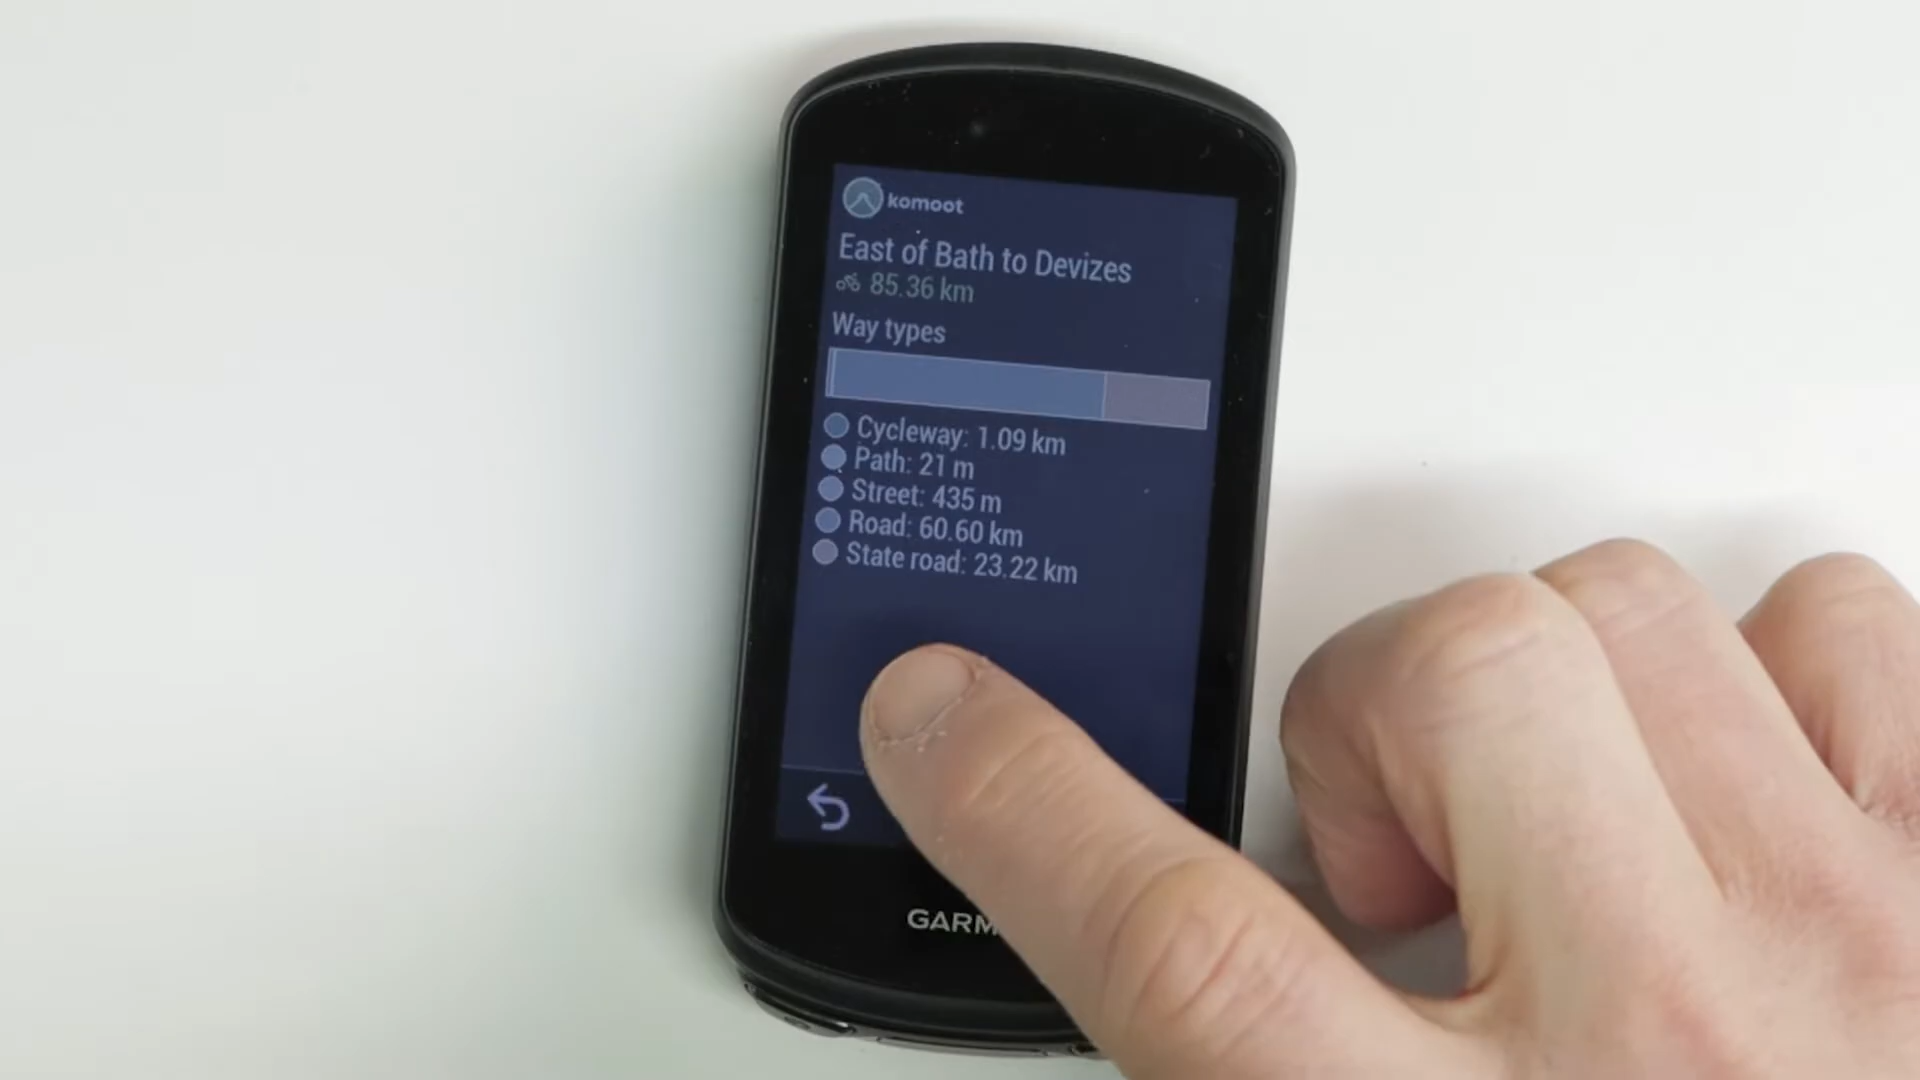 komoot
East of Bath to Devizes
85.36 km
Way types
Cycleway: 1.09 km
Path: 21 m
Street: 435 m
Road: 60.60 km
State road: 23.22 km
GARM